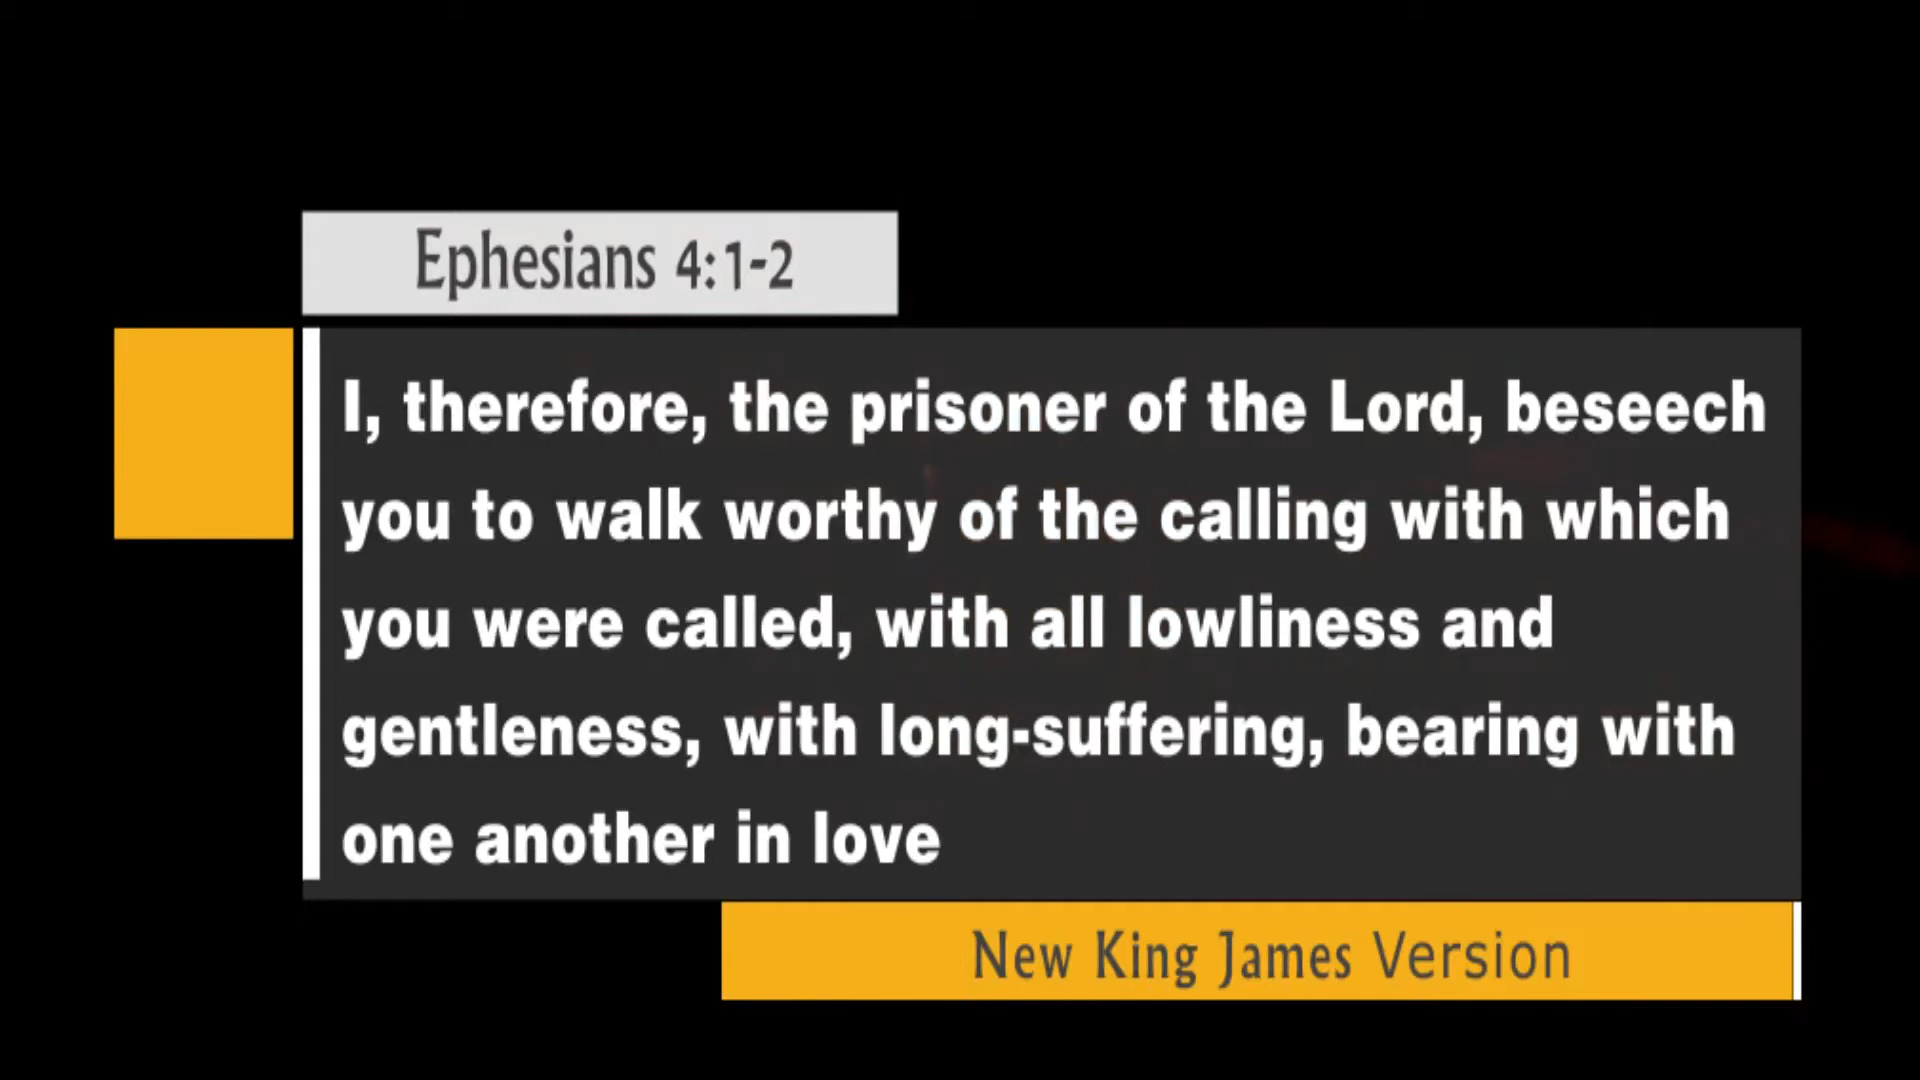 Ephesians 4:1-2
I, therefore, the prisoner of the Lord, beseech
you to walk worthy of the calling with which
you were called, with all lowliness and
gentleness, with long-suffering, bearing with
one another in love
New King James Version